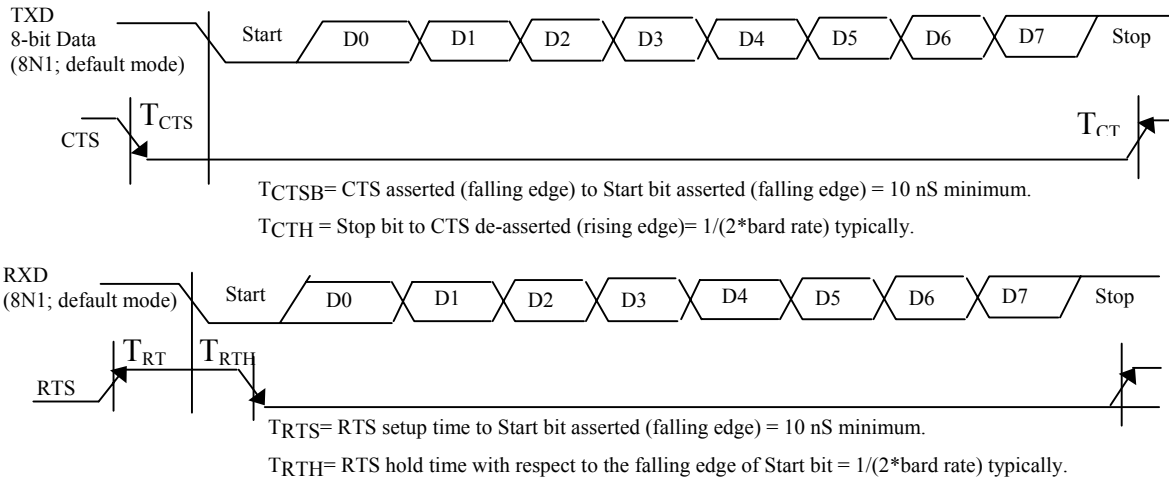 TXD
8-bit Data
(8N1; default mode)
Start D0 D1 D2 D3 D4 D5 D6 D7 Stop
CTS TCTS TCT
TCTSB= CTS asserted (falling edge) to Start bit asserted (falling edge) = 10 nS minimum.
TCTH = Stop bit to CTS de-asserted (rising edge)= 1/(2*bard rate) typically.
RXD
(8N1; default mode)
Start D0 D1 D2 D3 D4 D5 D6 D7 Stop
RTS TRT TRTH
TRTS= RTS setup time to Start bit asserted (falling edge) = 10 nS minimum.
TRTH= RTS hold time with respect to the falling edge of Start bit = 1/(2*bard rate) typically.